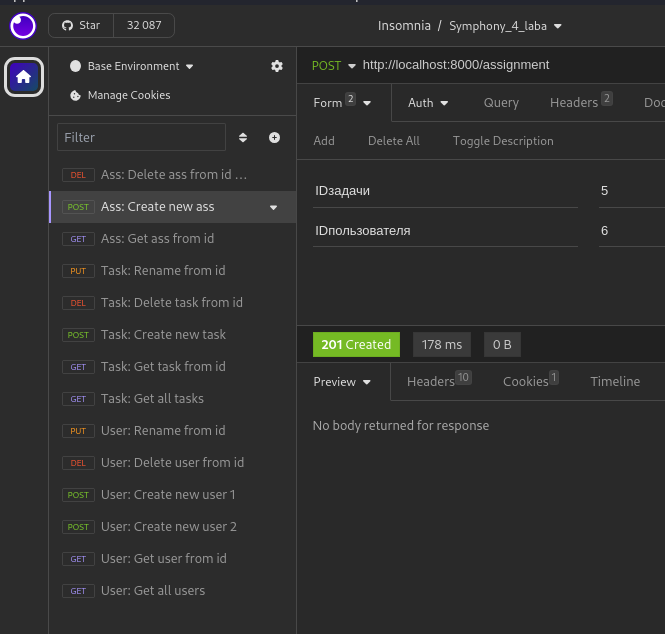 Star 32 087
Insomnia / Symphony_4_laba
Base Environment
Manage Cookies
Filter
DEL Ass: Delete ass from id ...
POST Ass: Create new ass
GET Ass: Get ass from id
PUT Task: Rename from id
DEL Task: Delete task from id
POST Task: Create new task
GET Task: Get task from id
GET Task: Get all tasks
PUT User: Rename from id
DEL User: Delete user from id
POST User: Create new user 1
POST User: Create new user 2
GET User: Get user from id
GET User: Get all users
POST http://localhost:8000/assignment
Form 2 Auth Query Headers 2 Doc
Add Delete All Toggle Description
IDзадачи 5
IDпользователя 6
201 Created 178 ms 0 B
Preview Headers 10 Cookies 1 Timeline
No body returned for response